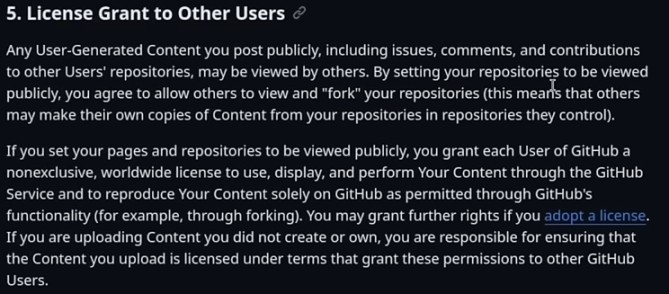 5. License Grant to Other Users
Any User-Generated Content you post publicly, including issues, comments, and contributions
to other Users' repositories, may be viewed by others. By setting your repositories to be viewed
publicly, you agree to allow others to view and "fork" your repositories (this means that others
may make their own copies of Content from your repositories in repositories they control).
If you set your pages and repositories to be viewed publicly, you grant each User of GitHub a
nonexclusive, worldwide license to use, display, and perform Your Content through the GitHub
Service and to reproduce Your Content solely on GitHub as permitted through GitHub's
functionality (for example, through forking). You may grant further rights if you adopt a license.
If you are uploading Content you did not create or own, you are responsible for ensuring that
the Content you upload is licensed under terms that grant these permissions to other GitHub
Users.